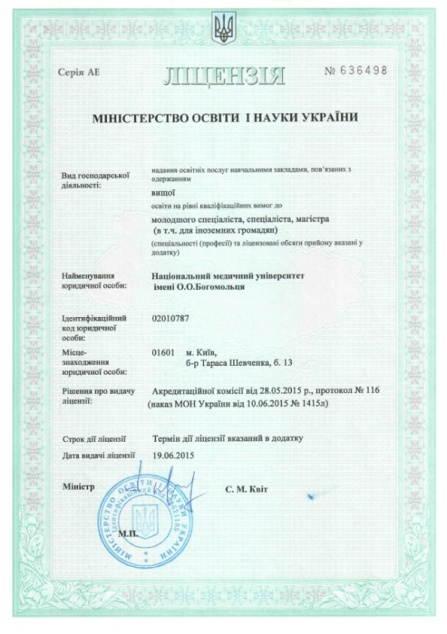 Серія АЕ
ЛІЦЕНЗІЯ
№ 636498
МІНІСТЕРСТВО ОСВІТИ І НАУКИ УКРАЇНИ
Вид господарської діяльності:
надання освітніх послуг навчальними закладами, пов'язаних з
одержанням
вищої
освіти на рівні кваліфікаційних вимог до
молодшого спеціаліста, спеціаліста, магістра
(в т.ч. для іноземних громадян)
(спеціальності (професії) та ліцензовані обсяги прийому вказані у
додатку)
Найменування
юридичної особи:
Національний медичний університет
імені О.О.Богомольця
Ідентифікаційний
код юридичної
особи:
02010787
Місце-
знаходження
юридичної особи:
01601 м. Київ,
б-р Тараса Шевченка, б. 13
Рішення про видачу
ліцензії:
Акредитаційної комісії від 28.05.2015 р., протокол № 116
(наказ МОН України від 10.06.2015 № 1415л)
Строк дії ліцензії
Термін дії ліцензії вказаний в додатку
Дата видачі ліцензії
19.06.2015
Міністр
С. М. Квіт
М.П.
МІНІСТЕРСТВО ОСВІТИ І НАУКИ УКРАЇНИ